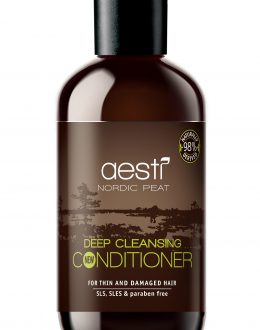 98%
aesti
NORDIC PEAT
DEEP CLEANSING
NEW
CONDITIONER
FOR THIN AND DAMAGED HAIR
SLS, SLES & paraben free